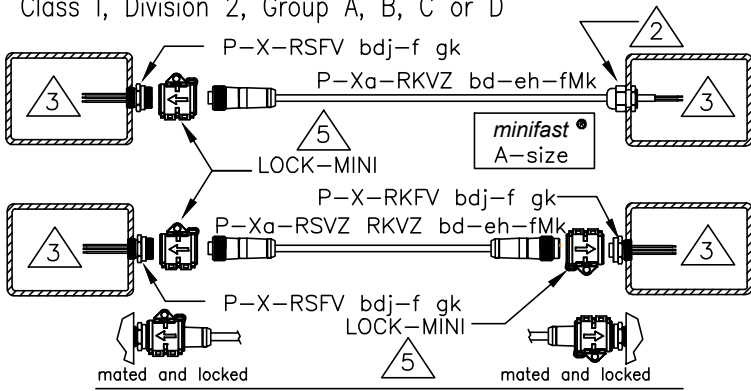 Class I, Division 2, Group A, B, C or D
P-X-RSFV bdj-f gk
2
P-Xa-RKVZ bd-eh-fMk
3
3
5
minifast ®
A-size
LOCK-MINI
P-X-RKFV bdj-f gk
P-Xa-RSVZ RKVZ bd-eh-fMk
3
3
P-X-RSFV bdj-f gk
LOCK-MINI
5
mated and locked
mated and locked